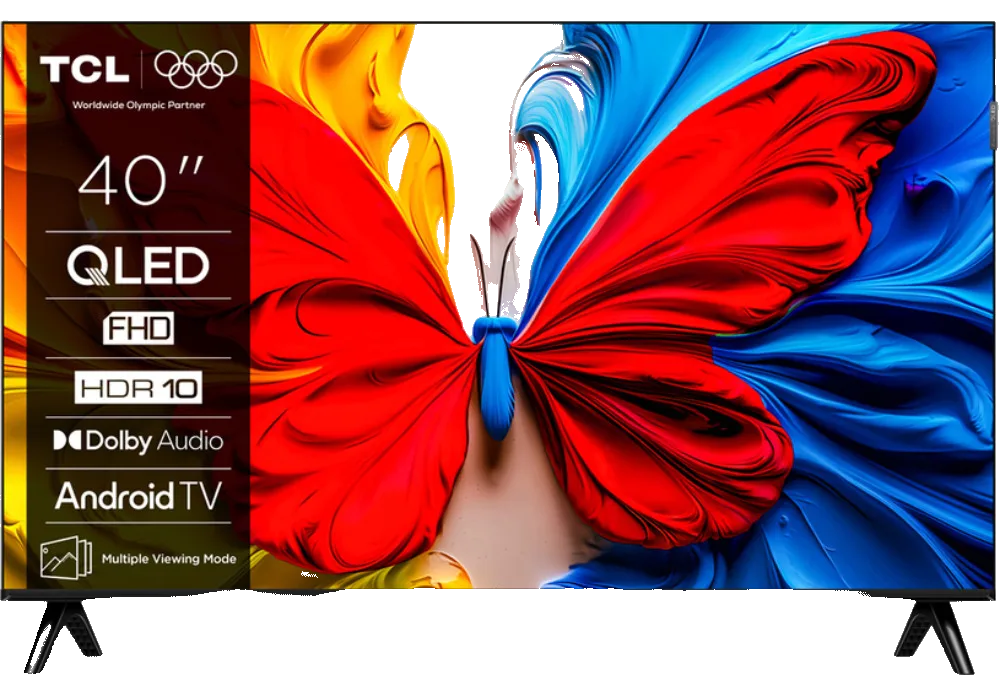 TCL
Worldwide Olympic Partner
40"
QLED
FHD
HDR 10
Dolby Audio
Android TV
Multiple Viewing Mode